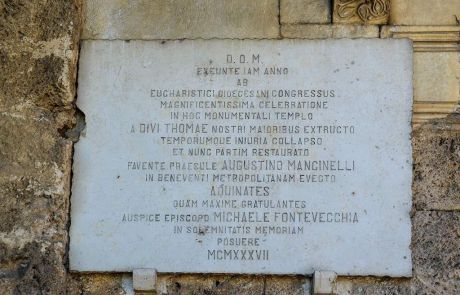 D. O. M.
EXEUNTE IAM ANNO
AB
EUCHARISTICI DIOECESANI CONGRESSUS
MAGNIFICENTISSIMA CELEBRATIONE
IN HOC MONUMENTALI TEMPLO
A DIVI THOMAE NOSTRI MAIORIBUS EXTRUCTO
TEMPORUMQUE INIURIA COLLAPSO
ET NUNC PARTIM RESTAURATO
FAVENTE PRAESULE AUGUSTINO MANCINELLI
IN BENEVENTI METROPOLITANAM EVECTO
AQUINATES
QUAM MAXIME GRATULANTES
AUSPICE EPISCOPO MICHAELE FONTEVECCHIA
IN SOLEMNITATIS MEMORIAM
POSUERE
MCMXXXVII